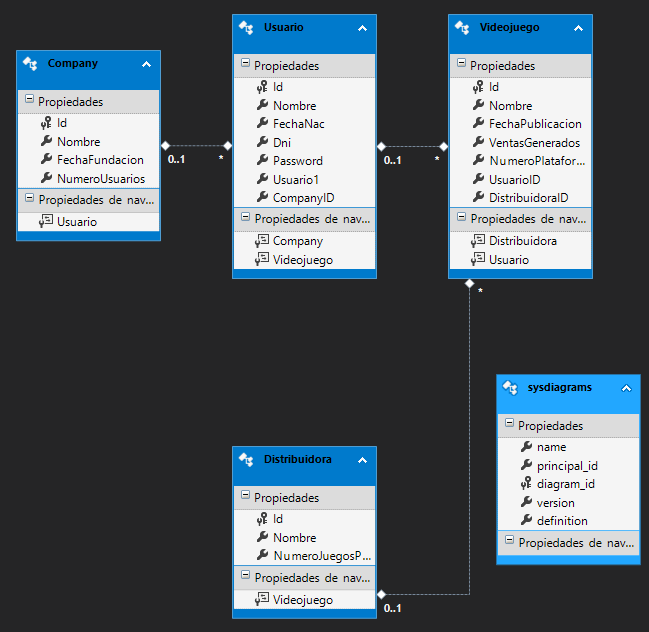 Company
Propiedades
Id
Nombre
FechaFundacion
NumeroUsuarios
Propiedades de nav...
Usuario
0..1
*
Usuario
Propiedades
Id
Nombre
FechaNac
Dni
Password
Usuario1
CompanyID
Propiedades de nav...
Company
Videojuego
0..1
*
Videojuego
Propiedades
Id
Nombre
FechaPublicacion
VentasGenerados
NumeroPlatafor...
UsuarioID
DistribuidoraID
Propiedades de nav...
Distribuidora
Usuario
*
sysdiagrams
Propiedades
name
principal_id
diagram_id
version
definition
Propiedades de nav...
Distribuidora
Propiedades
Id
Nombre
NumeroJuegosP...
Propiedades de nav...
Videojuego
0..1